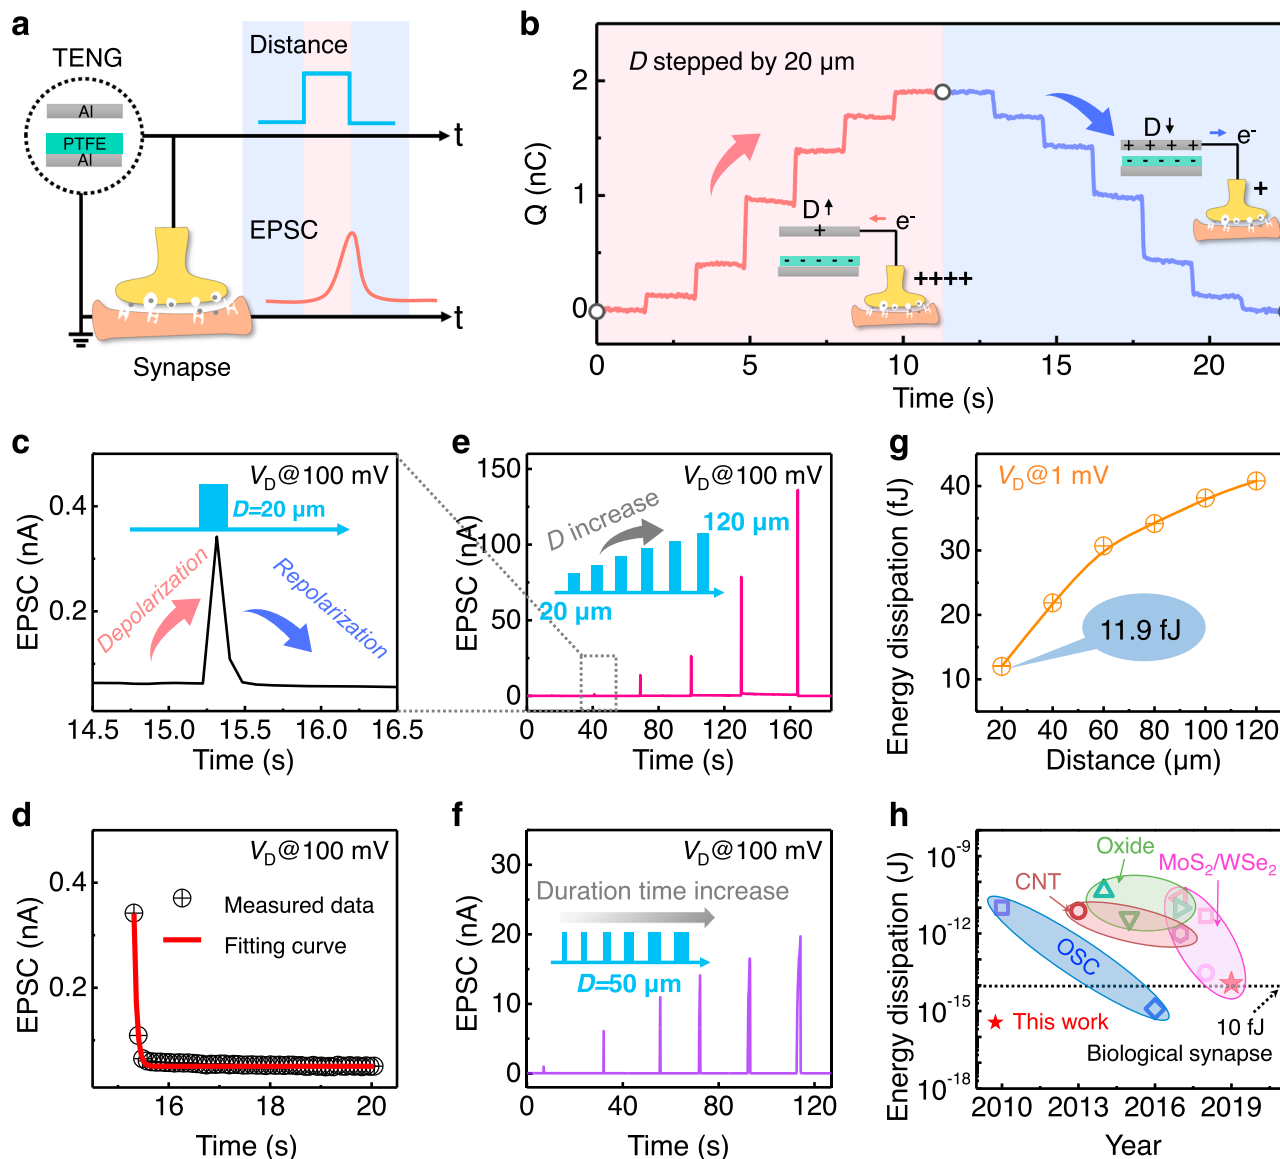 a
TENG
Al
PTFE
Al
Distance
t
EPSC
t
Synapse
b
D stepped by 20 µm
Q (nC)
2
1
0
D
e-
++++
+
- - - - -
D
e-
+ + + +
- - - - -
+
0
5
10
15
20
Time (s)
c
VD@100 mV
D=20 µm
Depolarization
Repolarization
EPSC (nA)
0.4
0.2
14.5 15.0 15.5 16.0 16.5
Time (s)
e
VD@100 mV
D increase
120 µm
20 µm
EPSC (nA)
150
100
50
0
0 40 80 120 160
Time (s)
g
VD@1 mV
11.9 fJ
Energy dissipation (fJ)
40
30
20
10
20 40 60 80 100 120
Distance (µm)
d
VD@100 mV
Measured data
Fitting curve
EPSC (nA)
0.4
0.2
16 18 20
Time (s)
f
VD@100 mV
Duration time increase
D=50 µm
EPSC (nA)
30
20
10
0
0 40 80 120
Time (s)
h
Oxide
MoS2/WSe2
CNT
OSC
This work
10 fJ
Biological synapse
Energy dissipation (J)
10-9
10-12
10-15
10-18
2010 2013 2016 2019
Year